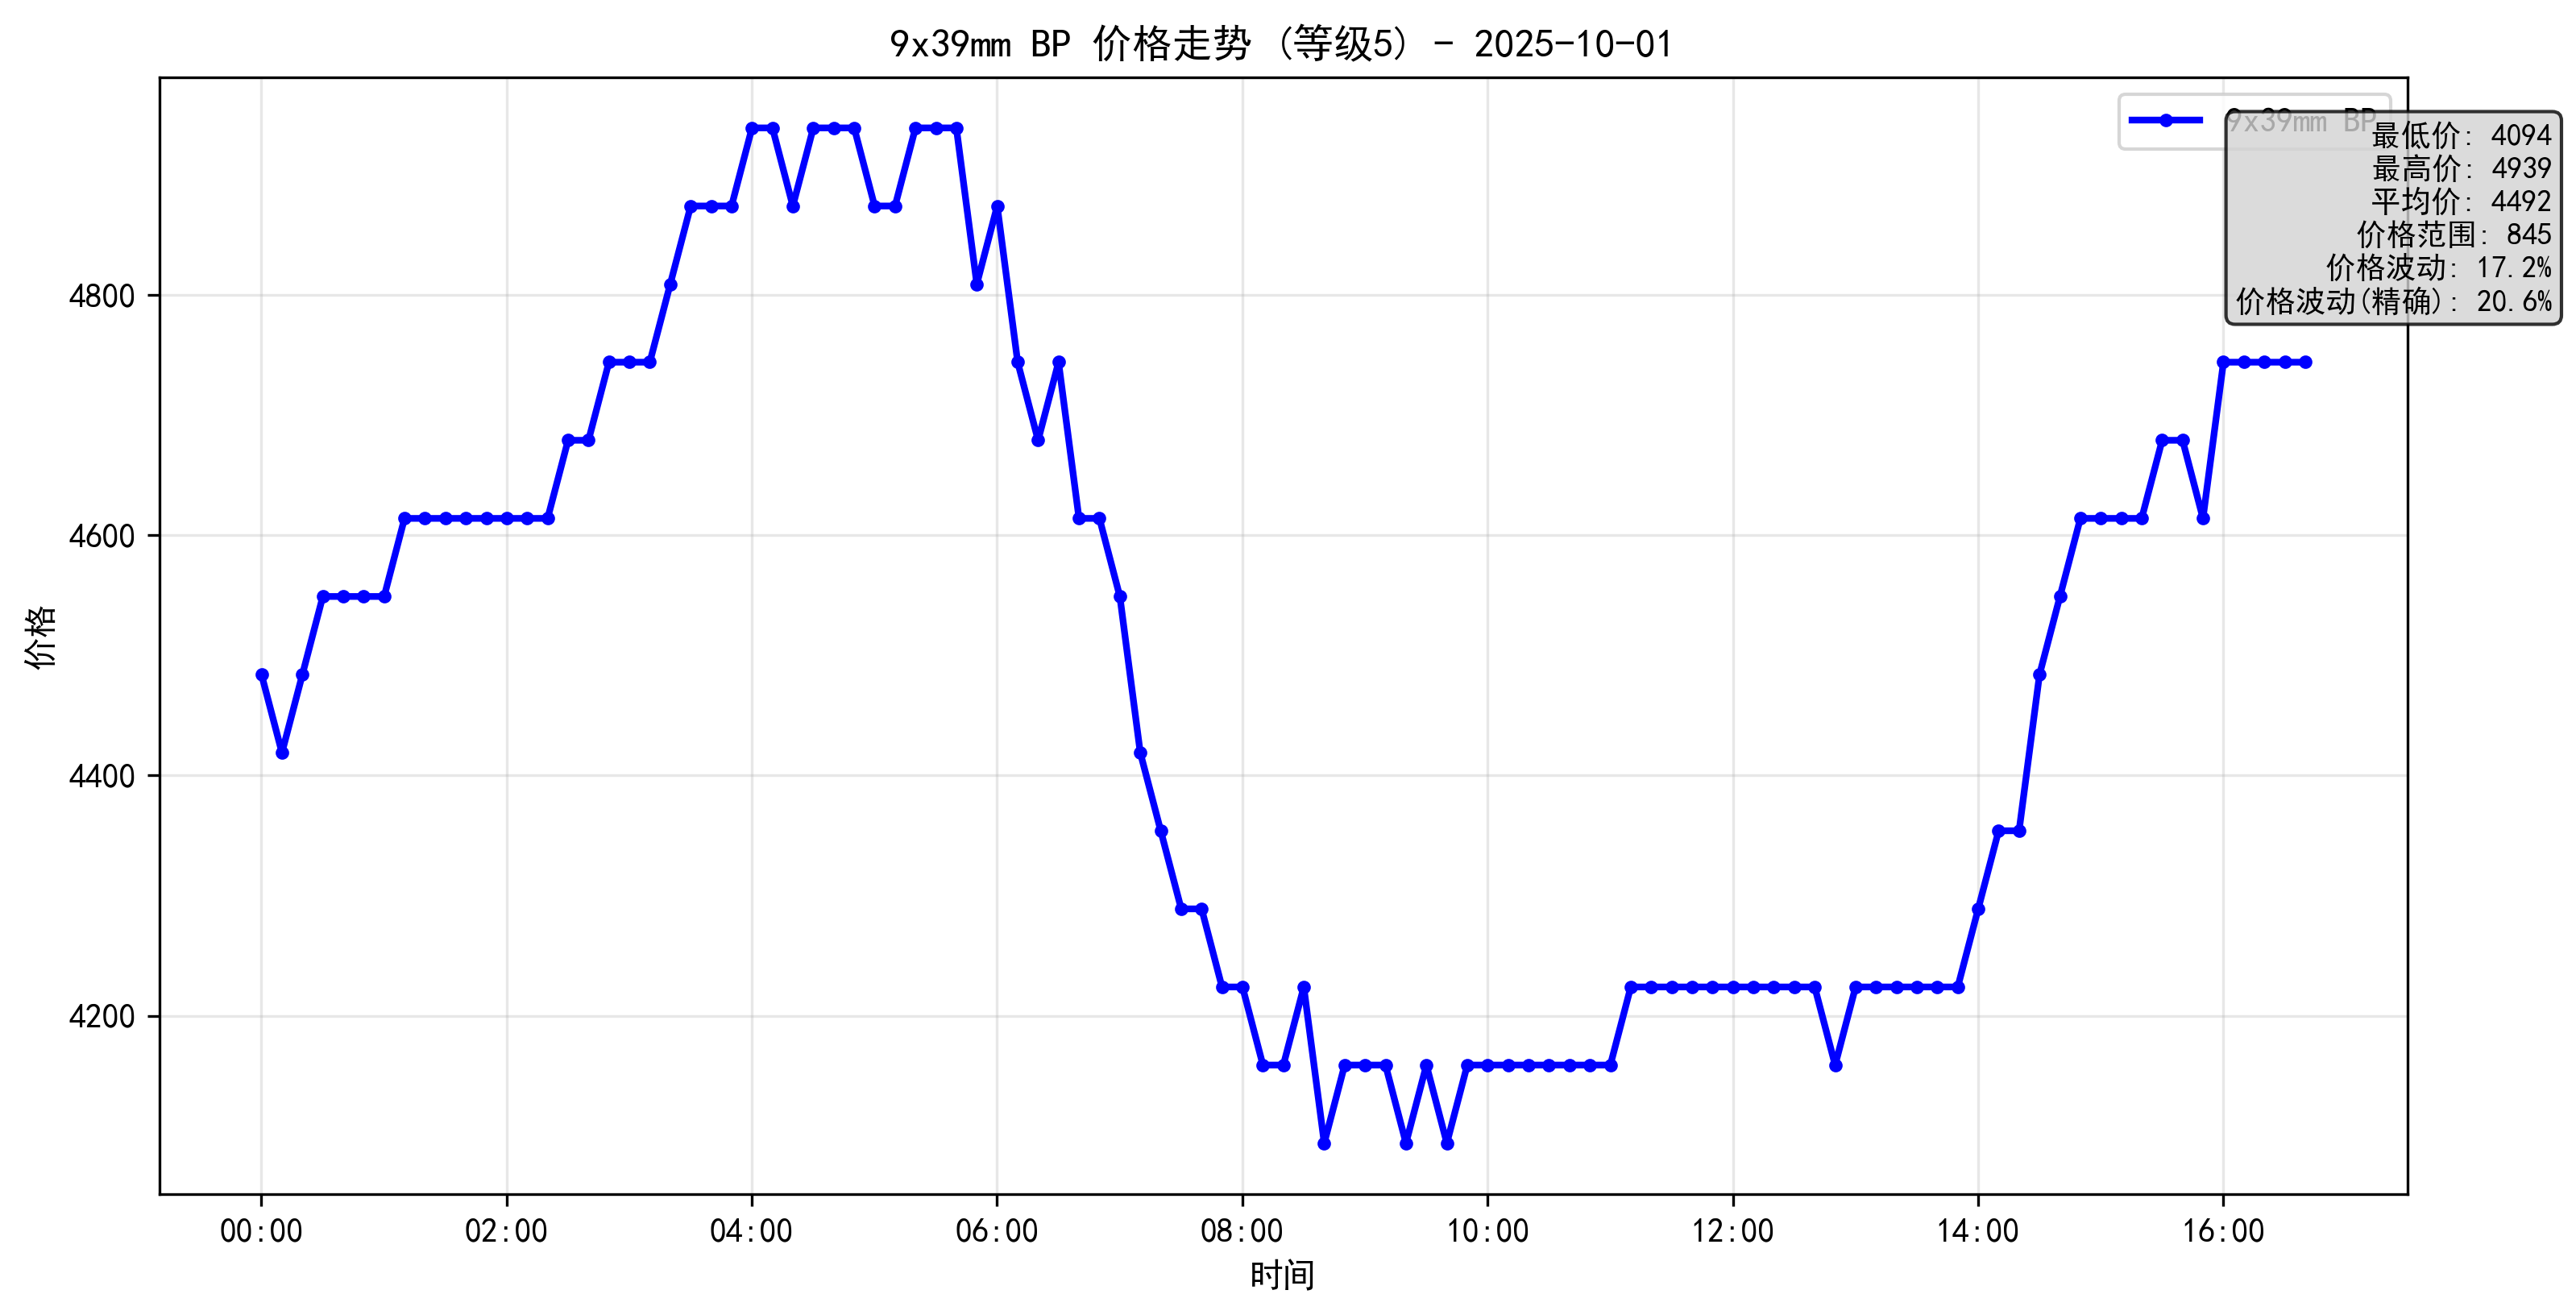 9x39mm BP 价格走势 (等级5) - 2025-10-01
9x39mm BP
最低价: 4094
最高价: 4939
平均价: 4492
价格范围: 845
价格波动: 17.2%
价格波动(精确): 20.6%
价格
4800
4600
4400
4200
00:00 02:00 04:00 06:00 08:00 10:00 12:00 14:00 16:00
时间